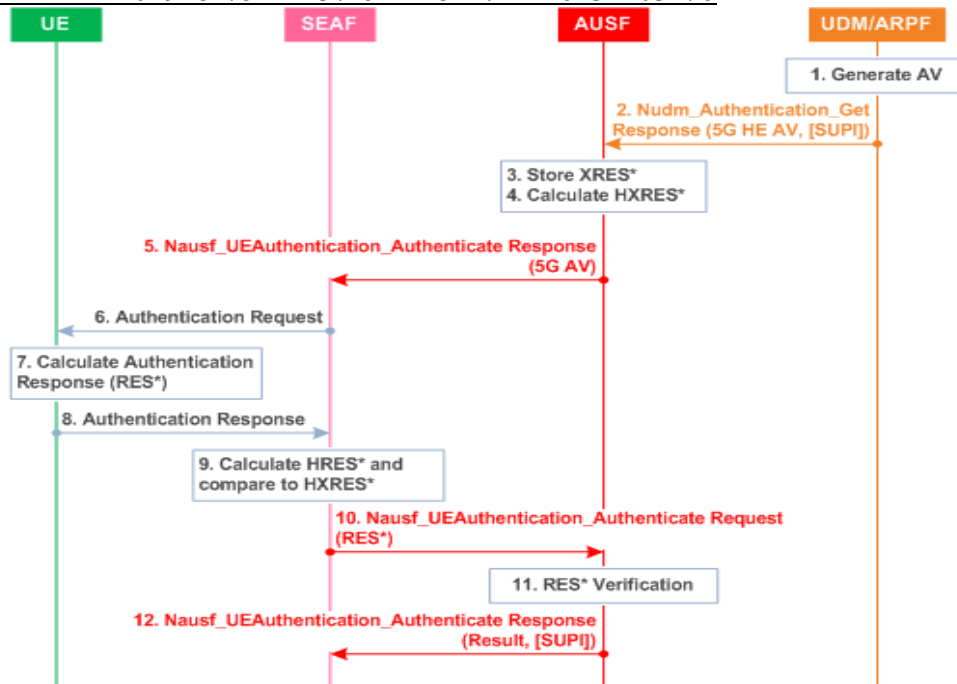 UE
SEAF
AUSF
UDM/ARPF
1. Generate AV
2. Nudm_Authentication_Get
Response (5G HE AV, [SUPI])
3. Store XRES*
4. Calculate HXRES*
5. Nausf_UEAuthentication_Authenticate Response
(5G AV)
6. Authentication Request
7. Calculate Authentication
Response (RES*)
8. Authentication Response
9. Calculate HRES* and
compare to HXRES*
10. Nausf_UEAuthentication_Authenticate Request
(RES*)
11. RES* Verification
12. Nausf_UEAuthentication_Authenticate Response
(Result, [SUPI])